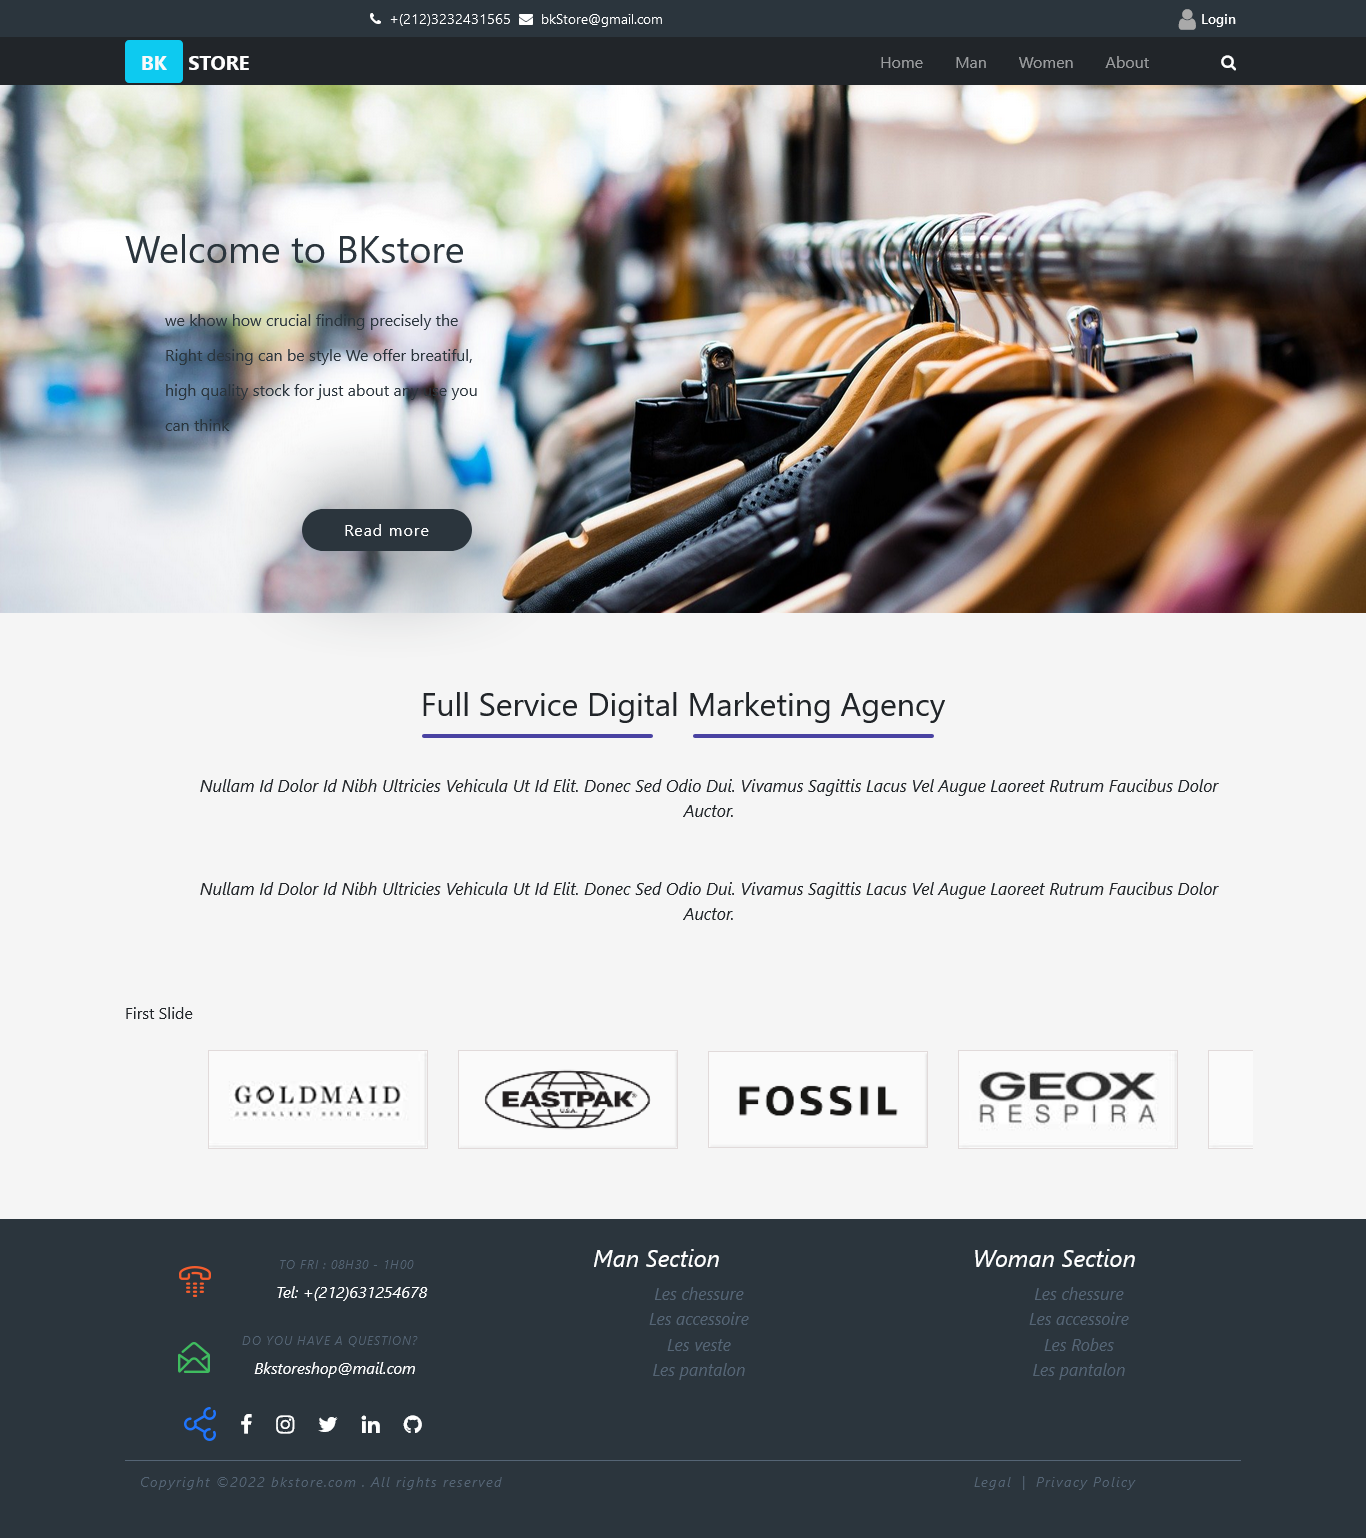 +(212)3232431565 bkStore@gmail.com Login
BK STORE Home Man Women About
Welcome to BKstore
we khow how crucial finding precisely the
Right desing can be style We offer breatiful,
high quality stock for just about you
can think
Read more
Full Service Digital Marketing Agency
Nullam Id Dolor Id Nibh Ultricies Vehicula Ut Id Elit. Donec Sed Odio Dui. Vivamus Sagittis Lacus Vel Augue Laoreet Rutrum Faucibus Dolor
Auctor.
Nullam Id Dolor Id Nibh Ultricies Vehicula Ut Id Elit. Donec Sed Odio Dui. Vivamus Sagittis Lacus Vel Augue Laoreet Rutrum Faucibus Dolor
Auctor.
First Slide
GOLDMAID
JEWELLERY SINCE
EASTPAK®
U.S.A.
FOSSIL
GEOX
RESPIRA
TO FRI : 08H30 - 1H00
Tel: +(212)631254678
DO YOU HAVE A QUESTION?
Bkstoreshop@mail.com
Man Section
Les chessure
Les accessoire
Les veste
Les pantalon
Woman Section
Les chessure
Les accessoire
Les Robes
Les pantalon
Copyright ©2022 bkstore.com . All rights reserved
Legal | Privacy Policy